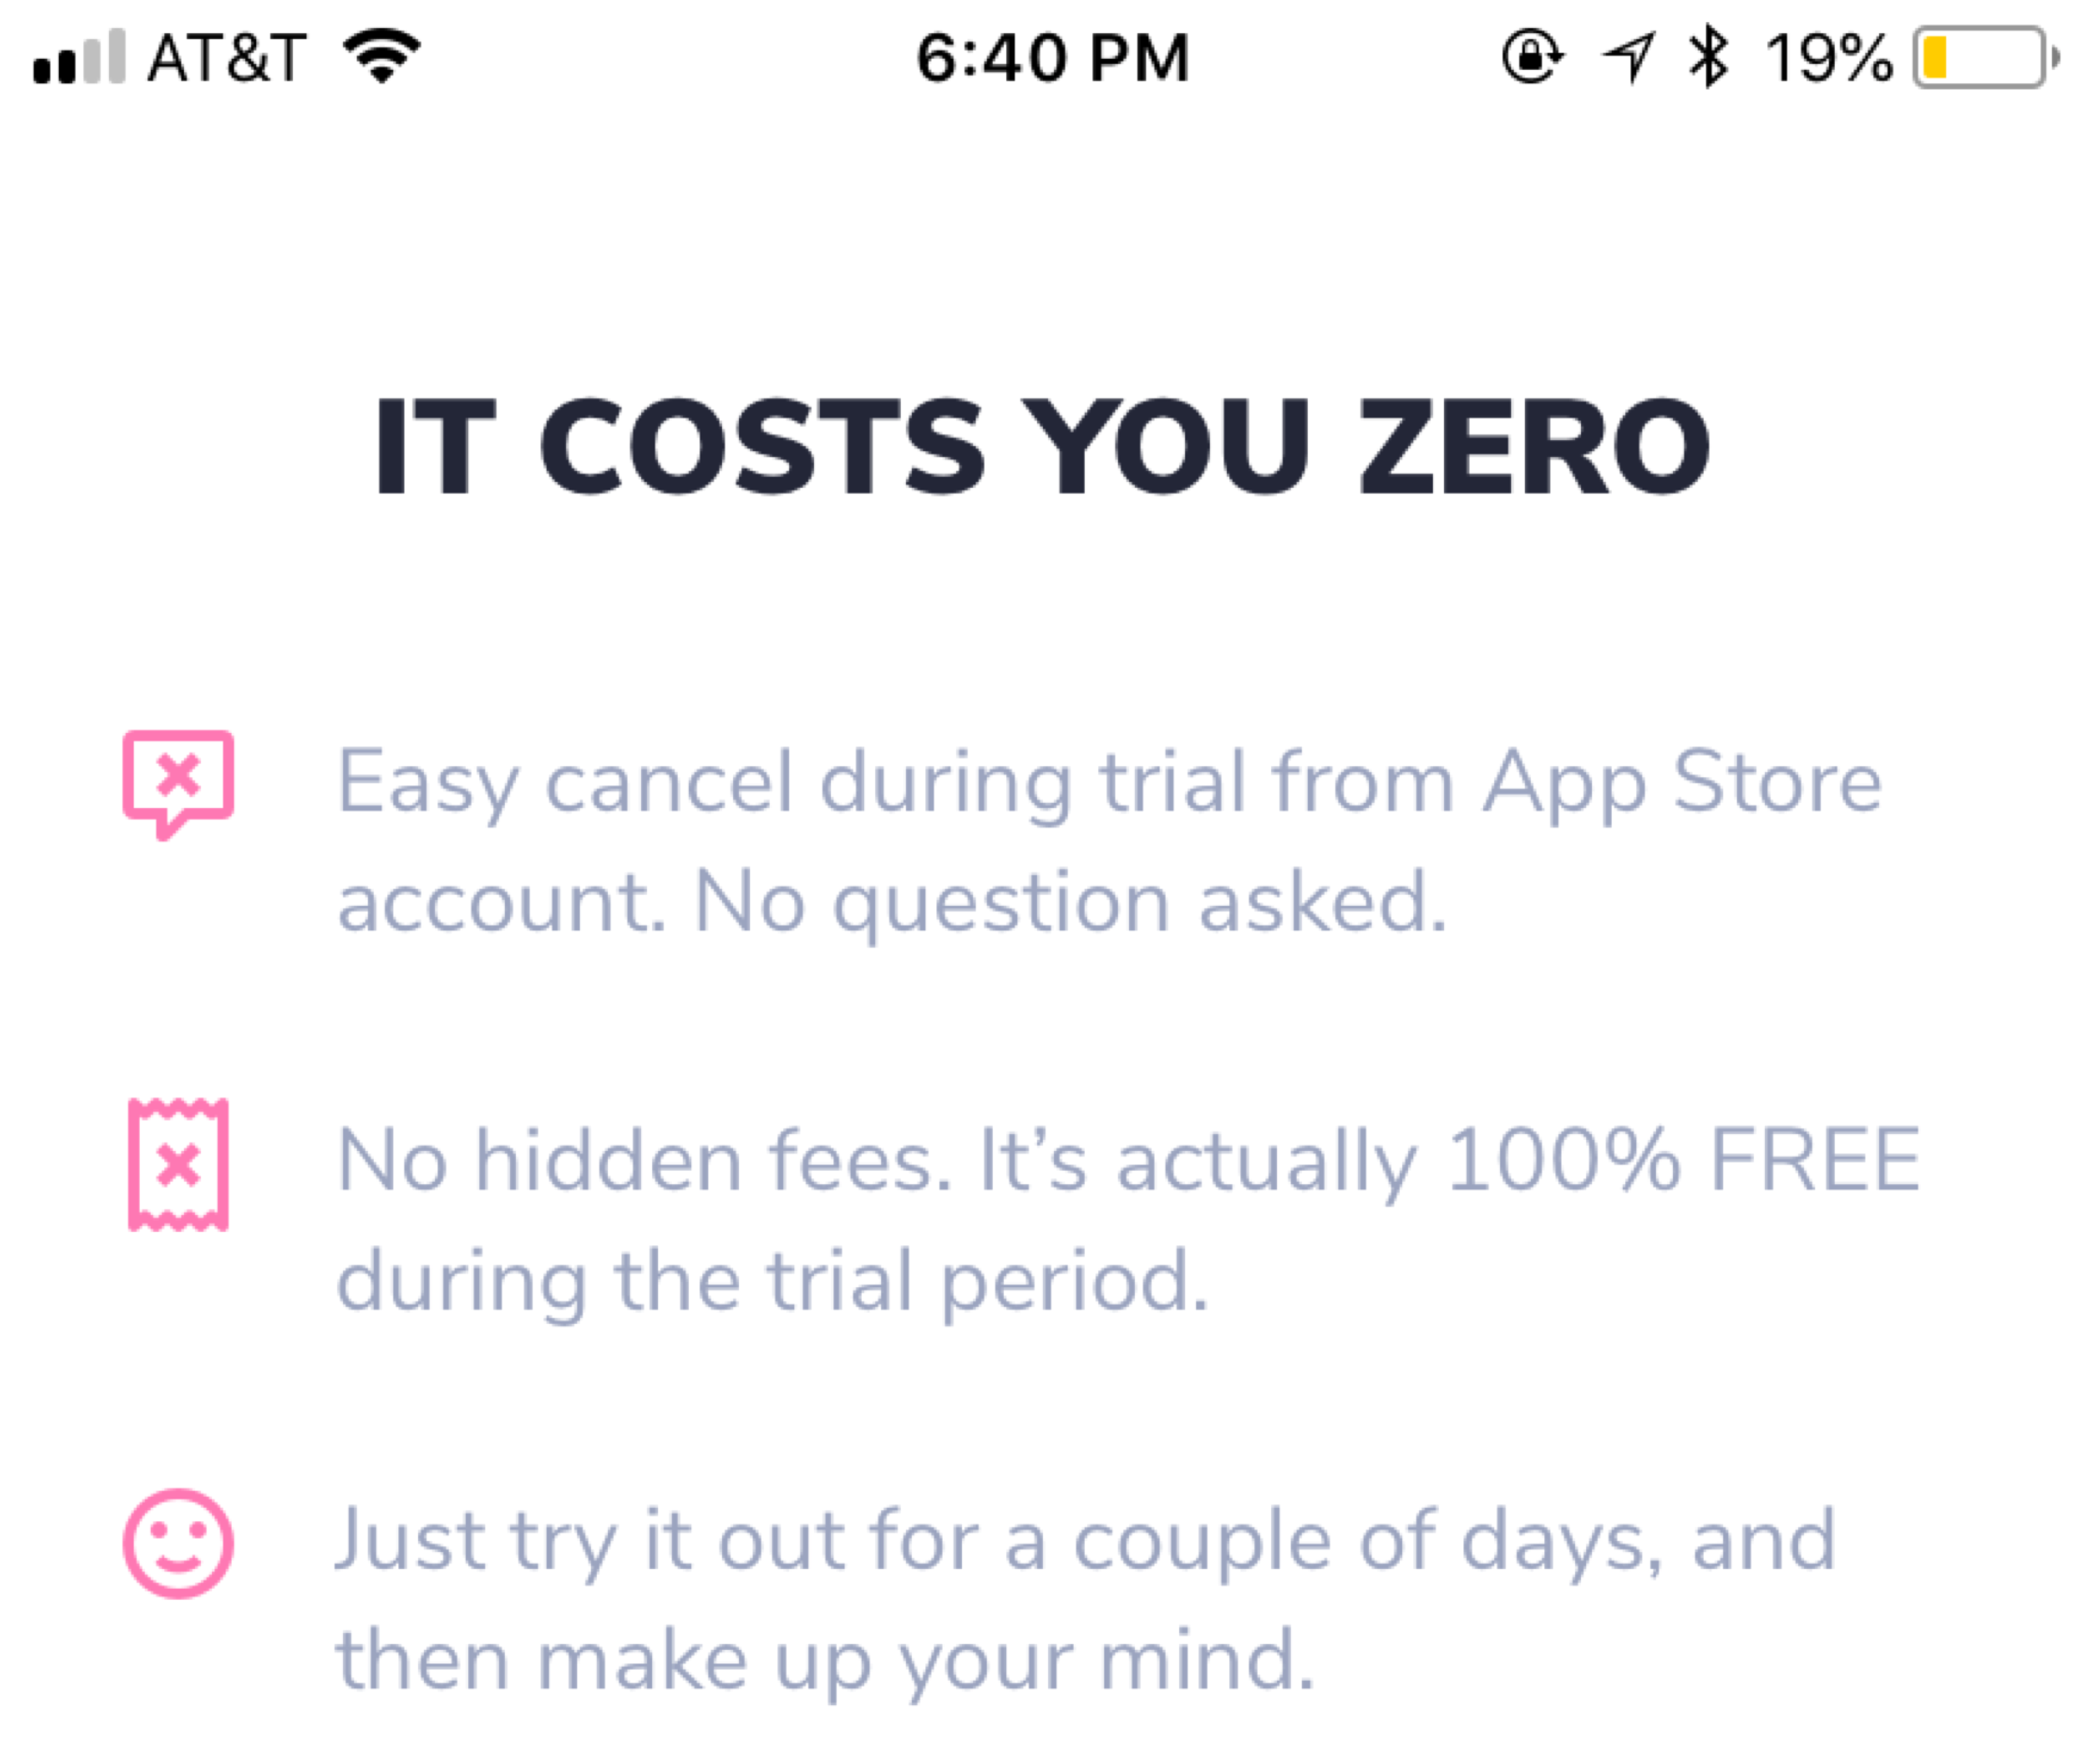 AT&T 6:40 PM 19%
IT COSTS YOU ZERO
Easy cancel during trial from App Store
account. No question asked.
No hidden fees. It’s actually 100% FREE
during the trial period.
Just try it out for a couple of days, and
then make up your mind.